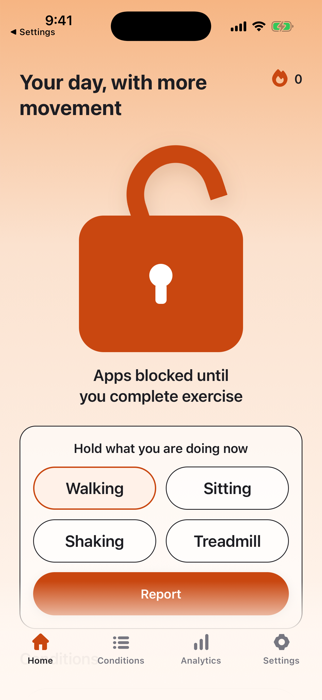 9:41
◀ Settings
Your day, with more
movement
0
Apps blocked until
you complete exercise
Hold what you are doing now
Walking
Sitting
Shaking
Treadmill
Report
Conditions
Home
Conditions
Analytics
Settings